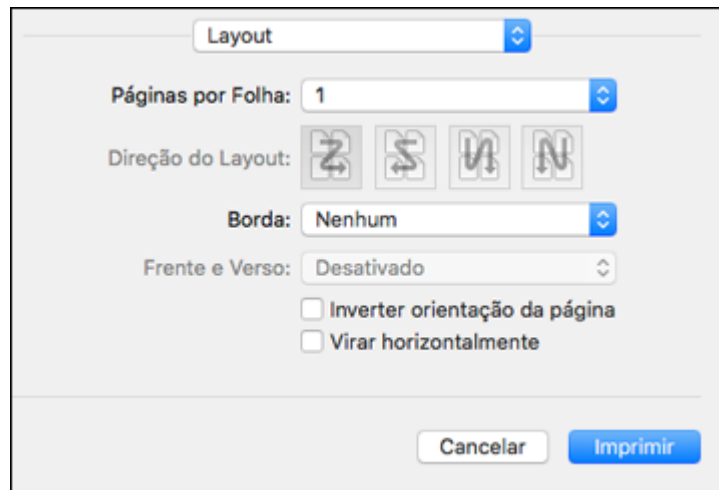 Layout
Páginas por Folha: 1
Direção do Layout:
Borda: Nenhum
Frente e Verso: Desativado
Inverter orientação da página
Virar horizontalmente
Cancelar Imprimir